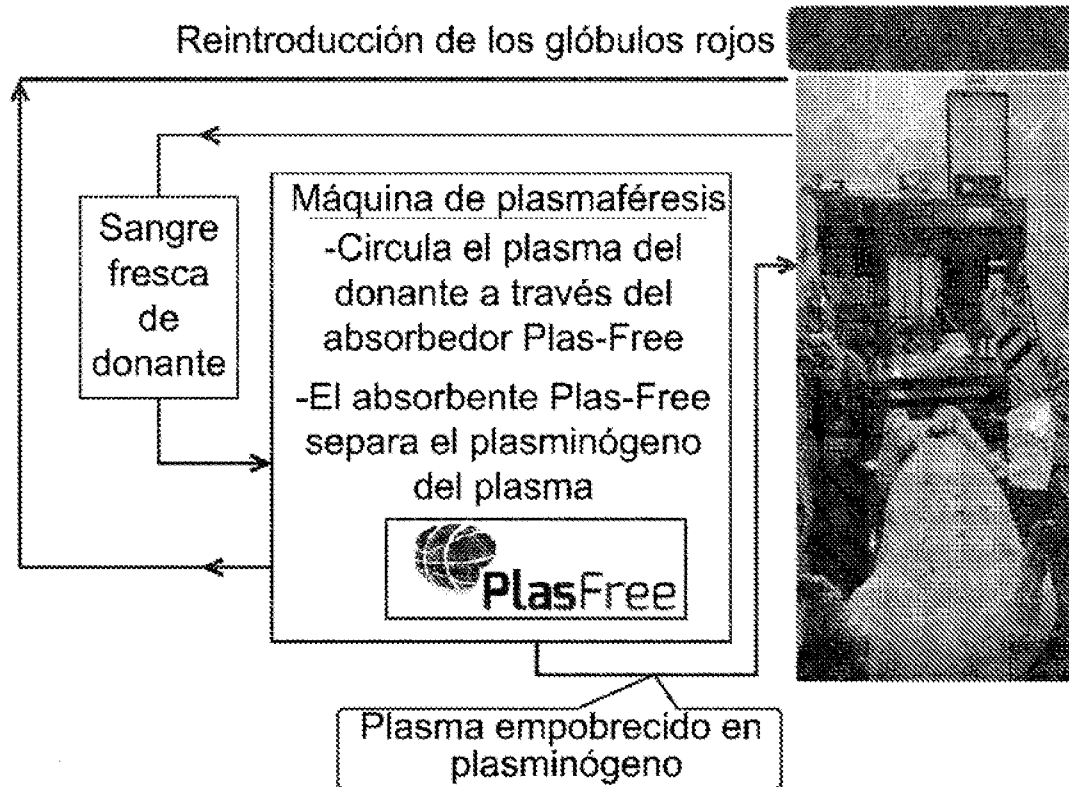 Reintroducción de los glóbulos rojos
Sangre
fresca
de
donante
Máquina de plasmaféresis
-Circula el plasma del
donante a través del
absorbedor Plas-Free
-El absorbente Plas-Free
separa el plasminógeno
del plasma
PlasFree
Plasma empobrecido en
plasminógeno